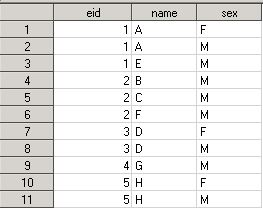 eid name sex
1 1 A F
2 1 A M
3 1 E M
4 2 B M
5 2 C M
6 2 F M
7 3 D F
8 3 D M
9 4 G M
10 5 H F
11 5 H M